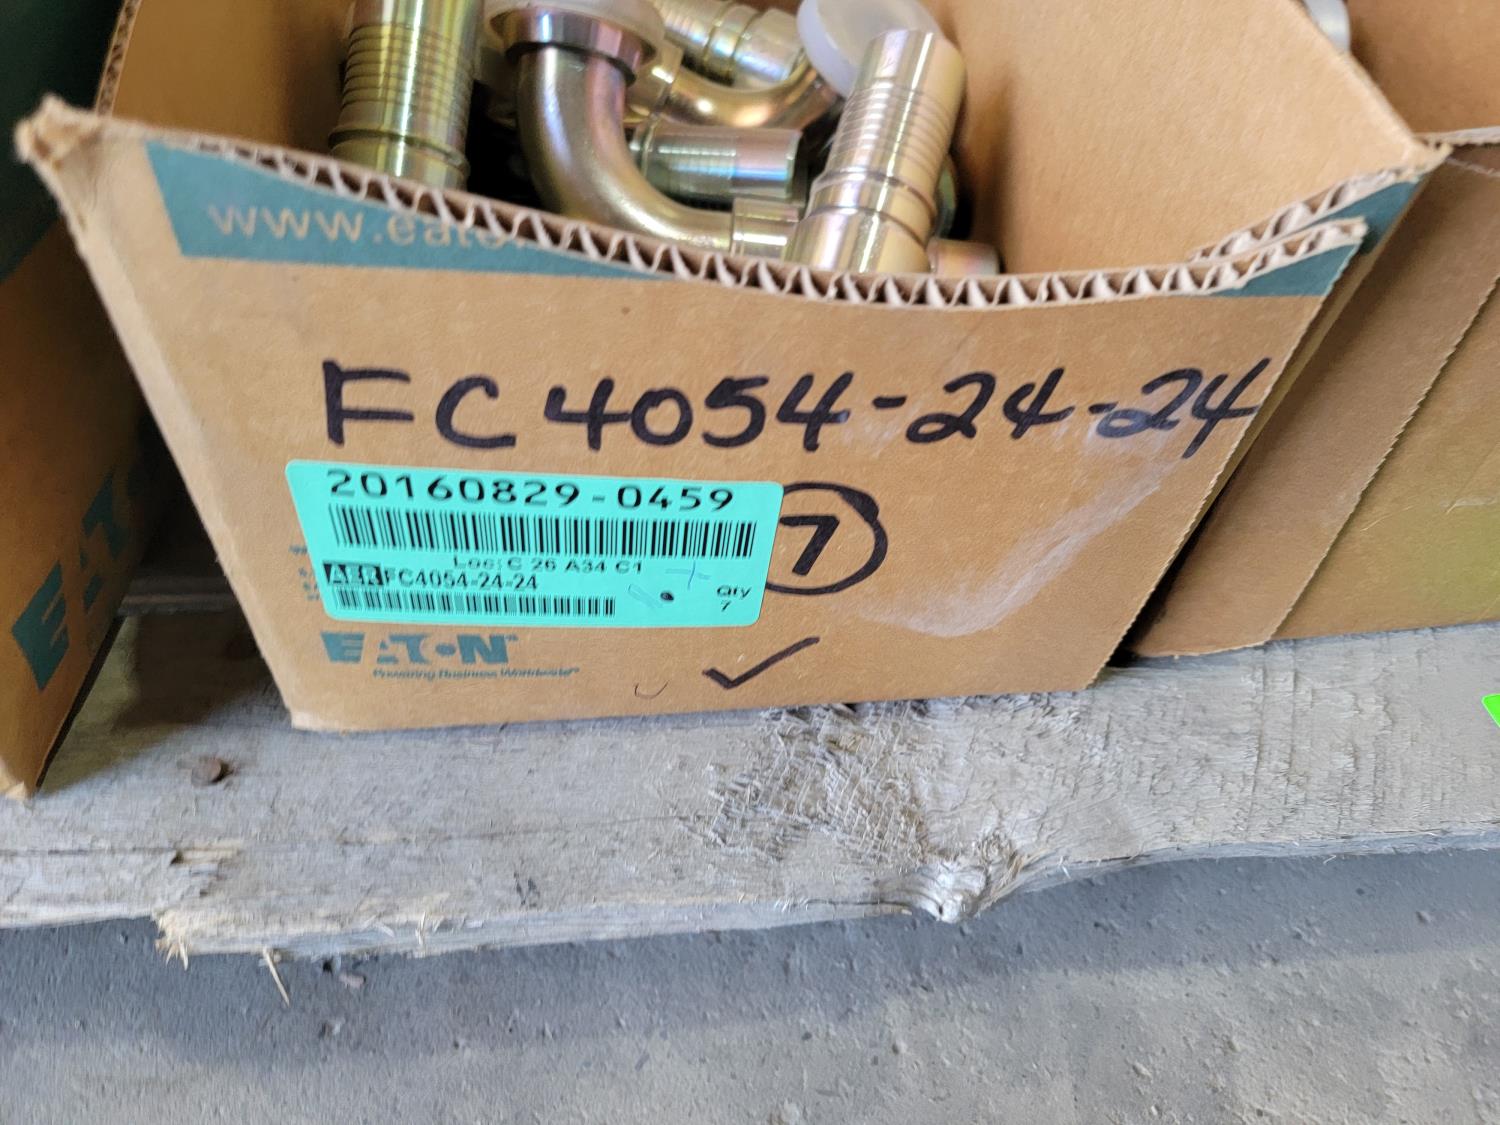 www.eato
FC4054-24-24
20160829-0459
Loc: C 26 A34 C1
AER FC4054-24-24
Qty
7
7
EATON
Powering Business Worldwide
EAT